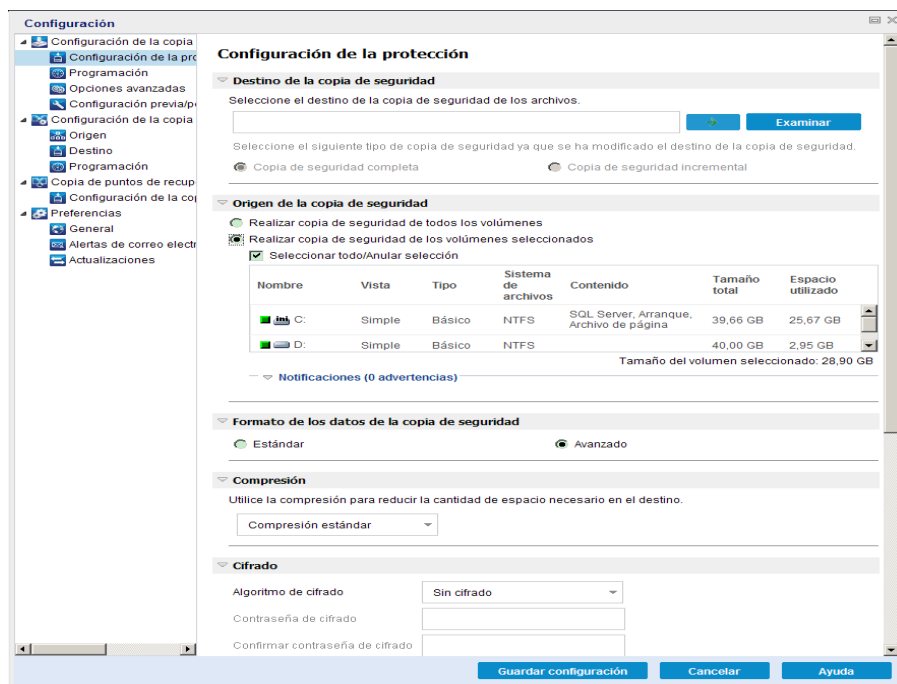 Configuración
Configuración de la copia
Configuración de la pro
Programación
Opciones avanzadas
Configuración previa/p
Configuración de la copia
Origen
Destino
Programación
Copia de puntos de recup
Configuración de la cop
Preferencias
General
Alertas de correo electr
Actualizaciones
Configuración de la protección
Destino de la copia de seguridad
Seleccione el destino de la copia de seguridad de los archivos.
Examinar
Seleccione el siguiente tipo de copia de seguridad ya que se ha modificado el destino de la copia de seguridad.
Copia de seguridad completa Copia de seguridad incremental
Origen de la copia de seguridad
Realizar copia de seguridad de todos los volúmenes
Realizar copia de seguridad de los volúmenes seleccionados
Seleccionar todo/Anular selección
Nombre Vista Tipo Sistema de archivos Contenido Tamaño total Espacio utilizado
C: Simple Básico NTFS SQL Server, Arranque, Archivo de página 39,66 GB 25,67 GB
D: Simple Básico NTFS 40,00 GB 2,95 GB
Tamaño del volumen seleccionado: 28,90 GB
Notificaciones (0 advertencias)
Formato de los datos de la copia de seguridad
Estándar Avanzado
Compresión
Utilice la compresión para reducir la cantidad de espacio necesario en el destino.
Compresión estándar
Cifrado
Algoritmo de cifrado Sin cifrado
Contraseña de cifrado
Confirmar contraseña de cifrado
Guardar configuración Cancelar Ayuda